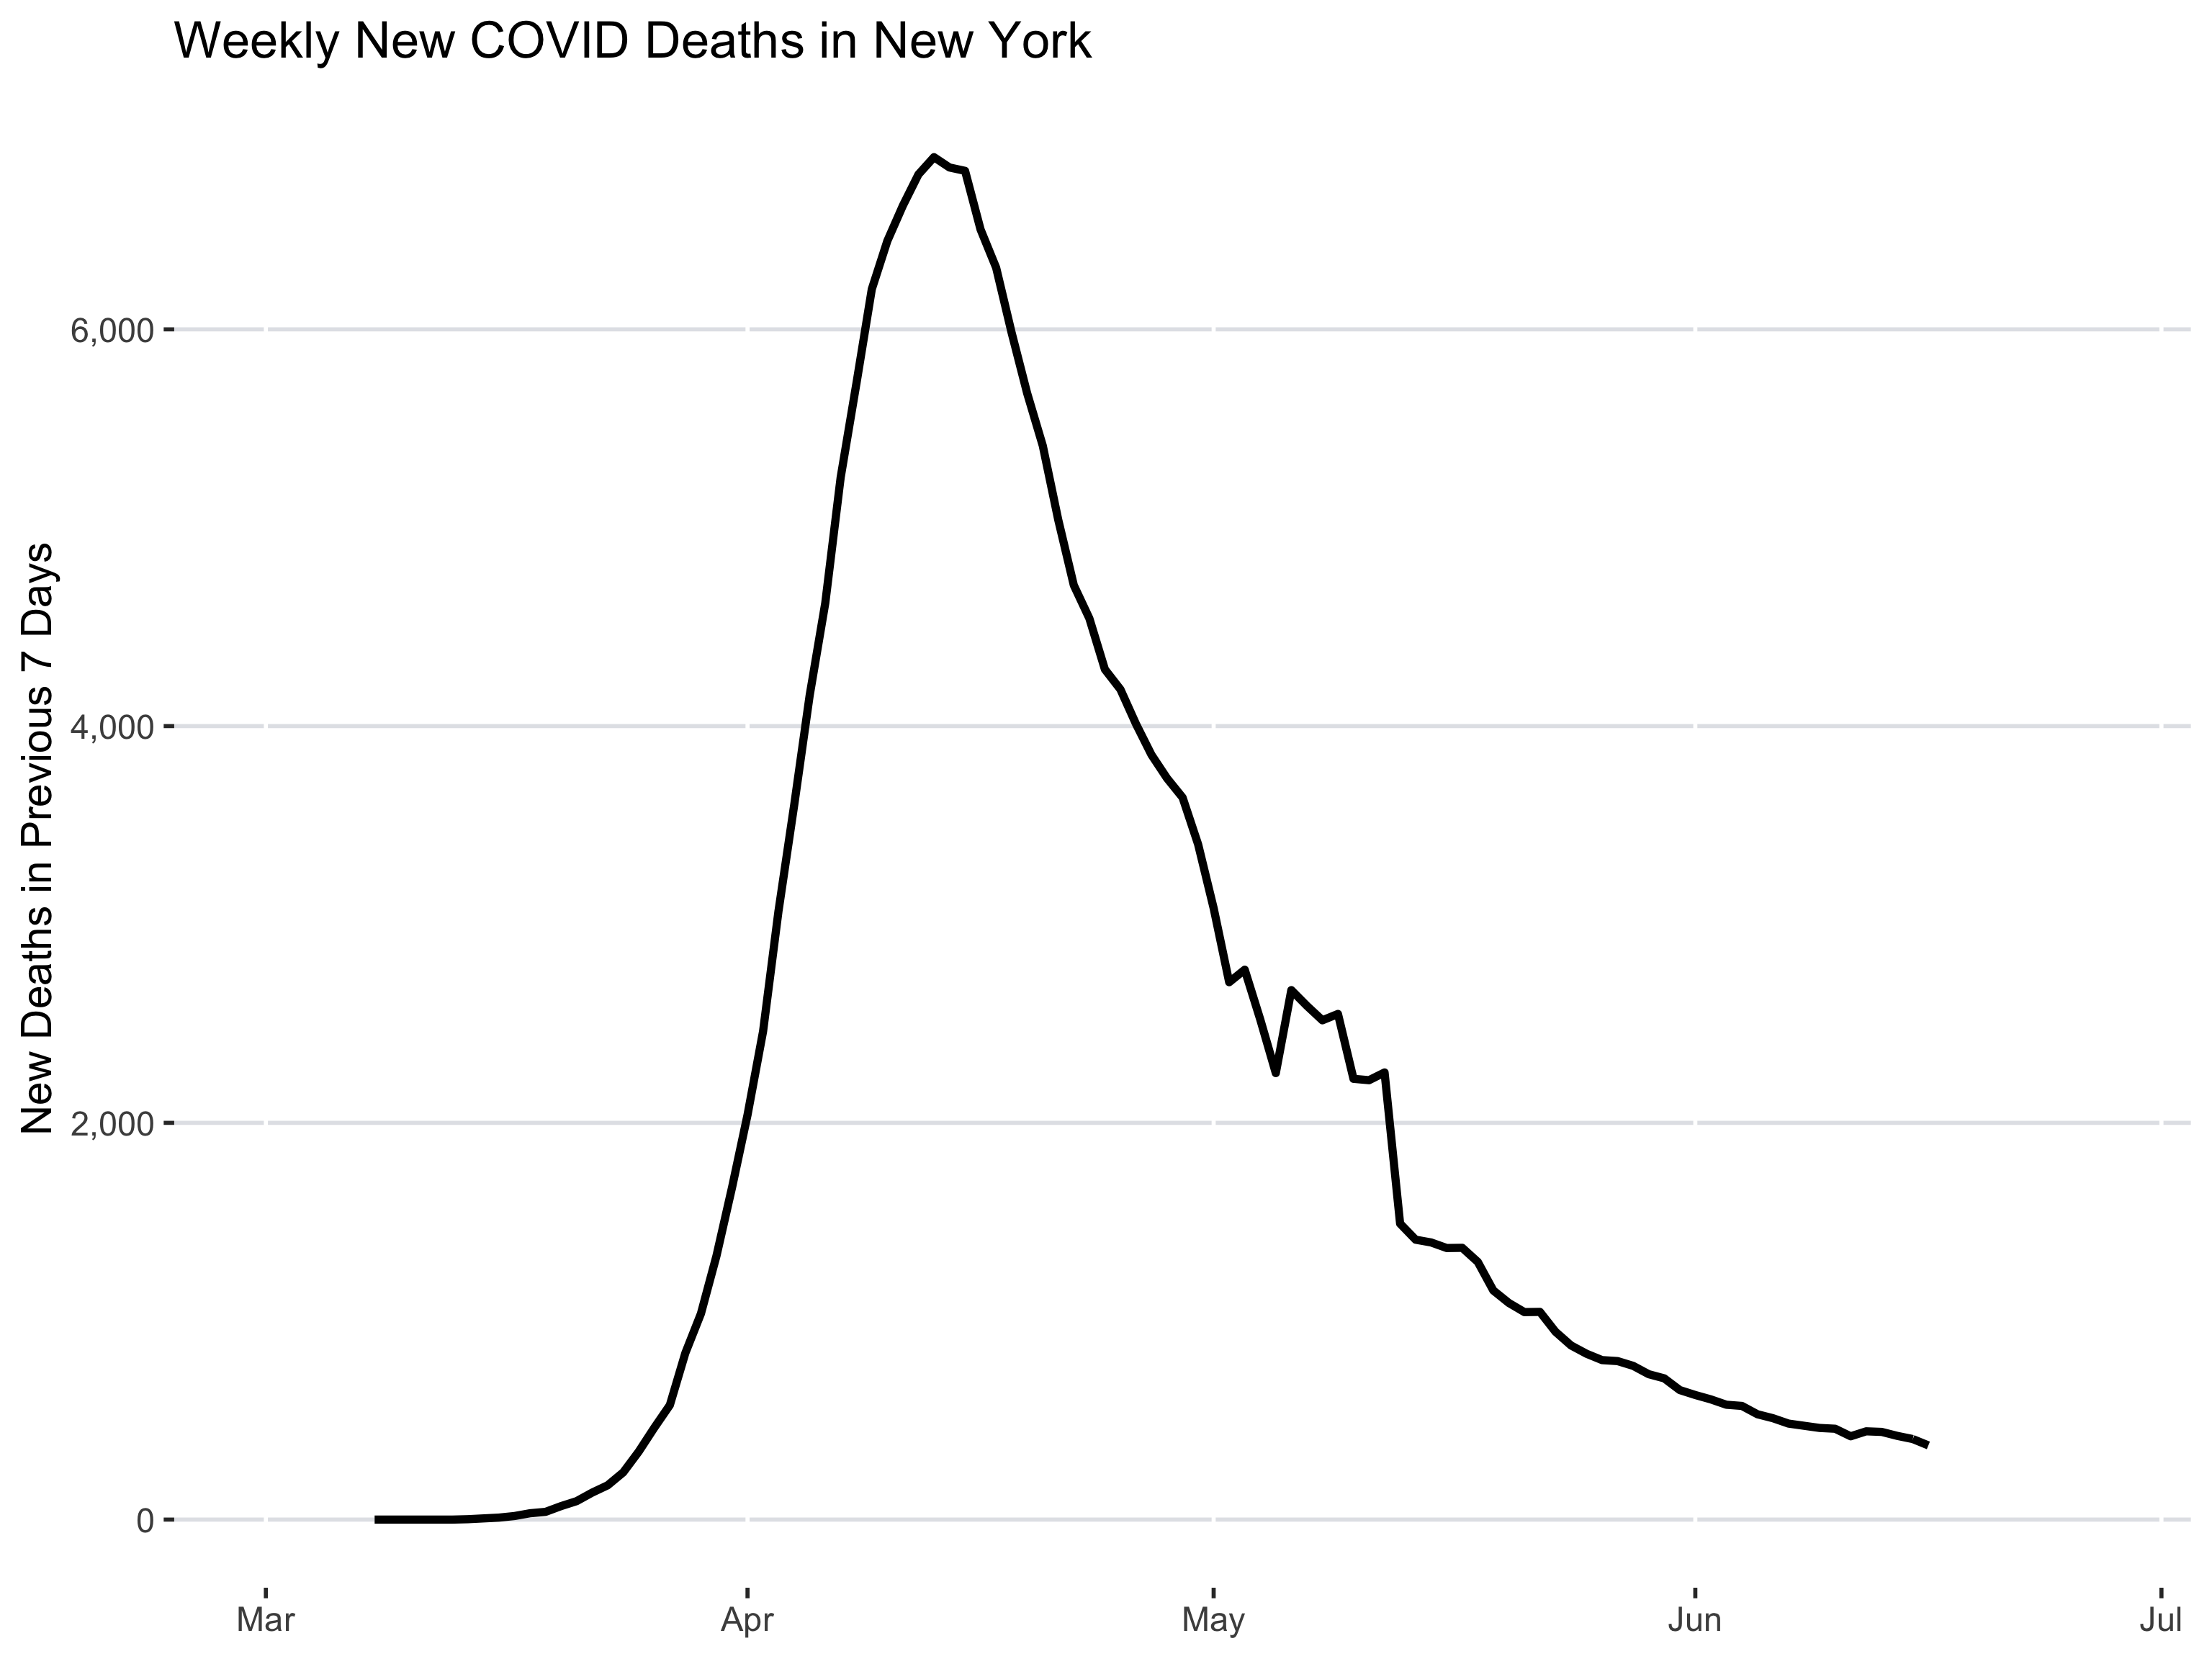 Weekly New COVID Deaths in New York
New Deaths in Previous 7 Days
6,000
4,000
2,000
0
Mar
Apr
May
Jun
Jul